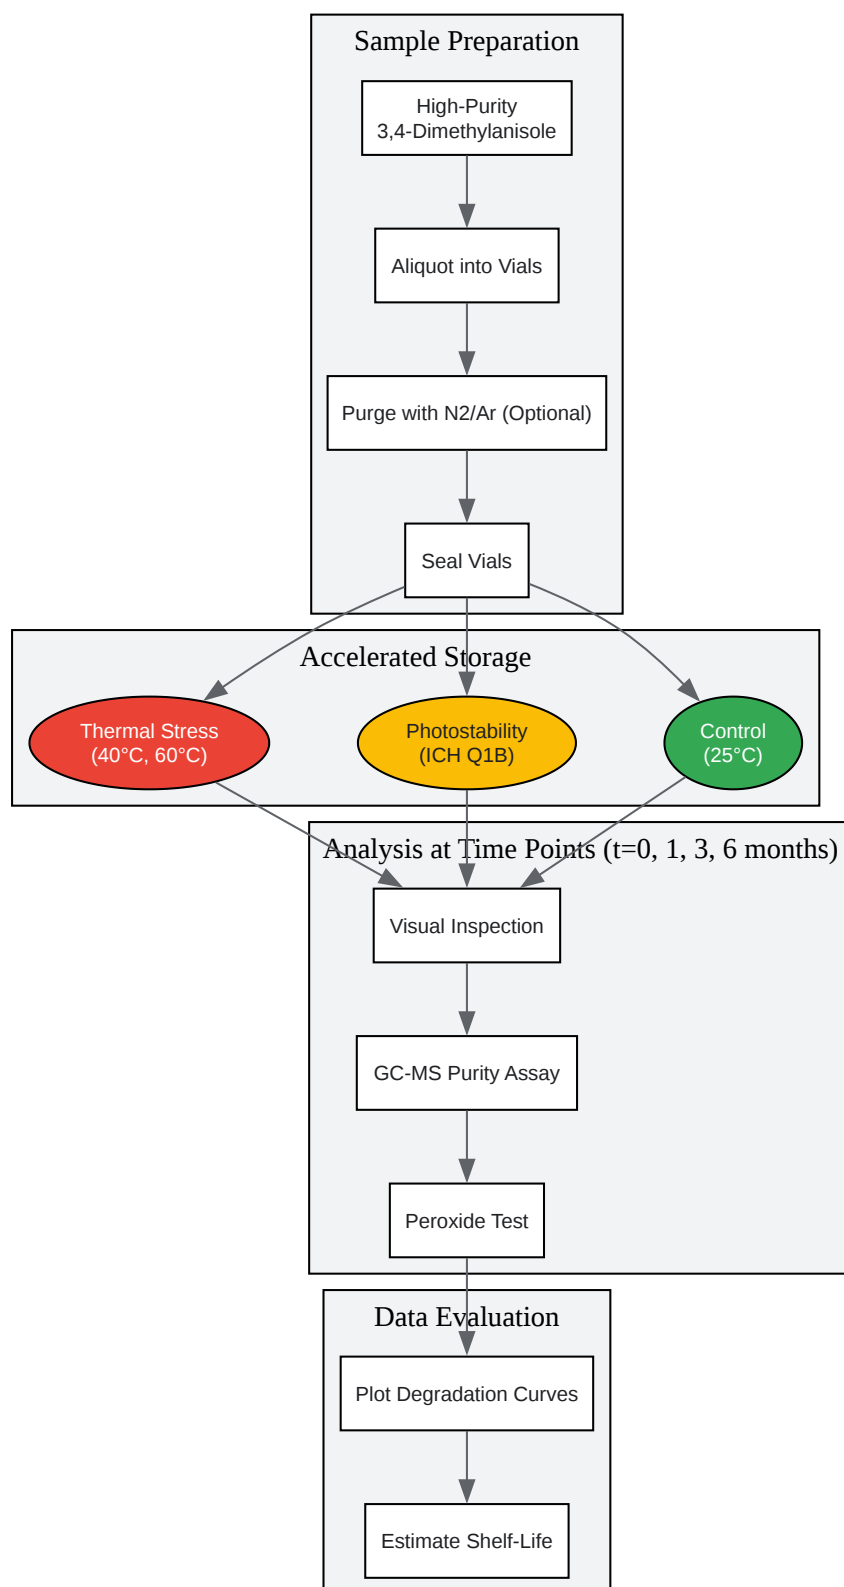 Sample Preparation
High-Purity
3,4-Dimethylanisole
Aliquot into Vials
Purge with N2/Ar (Optional)
Seal Vials
Accelerated Storage
Thermal Stress
(40°C, 60°C)
Photostability
(ICH Q1B)
Control
(25°C)
Analysis at Time Points (t=0, 1, 3, 6 months)
Visual Inspection
GC-MS Purity Assay
Peroxide Test
Data Evaluation
Plot Degradation Curves
Estimate Shelf-Life